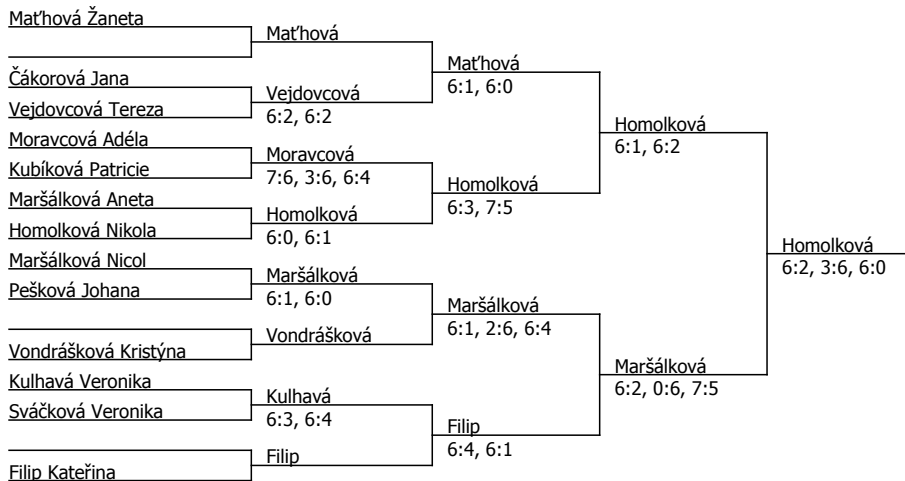 Maťhová Žaneta
Čákorová Jana
Vejdovcová Tereza
Moravcová Adéla
Kubíková Patricie
Maršálková Aneta
Homolková Nikola
Maršálková Nicol
Pešková Johana
Vondrášková Kristýna
Kulhavá Veronika
Sváčková Veronika
Filip Kateřina
Maťhová
Vejdovcová
6:2, 6:2
Moravcová
7:6, 3:6, 6:4
Homolková
6:0, 6:1
Maršálková
6:1, 6:0
Vondrášková
Kulhavá
6:3, 6:4
Filip
Maťhová
6:1, 6:0
Homolková
6:3, 7:5
Maršálková
6:1, 2:6, 6:4
Filip
6:4, 6:1
Homolková
6:1, 6:2
Maršálková
6:2, 0:6, 7:5
Homolková
6:2, 3:6, 6:0